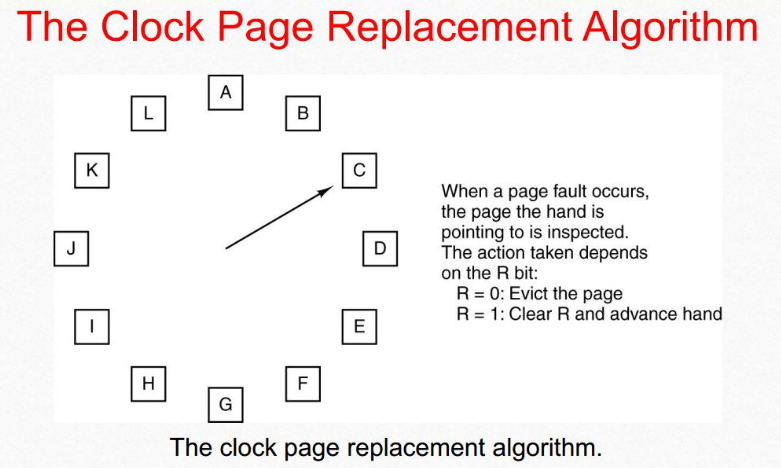 The Clock Page Replacement Algorithm
A
L
B
K
C
J
D
I
E
H
F
G
When a page fault occurs,
the page the hand is
pointing to is inspected.
The action taken depends
on the R bit:
R = 0: Evict the page
R = 1: Clear R and advance hand
The clock page replacement algorithm.